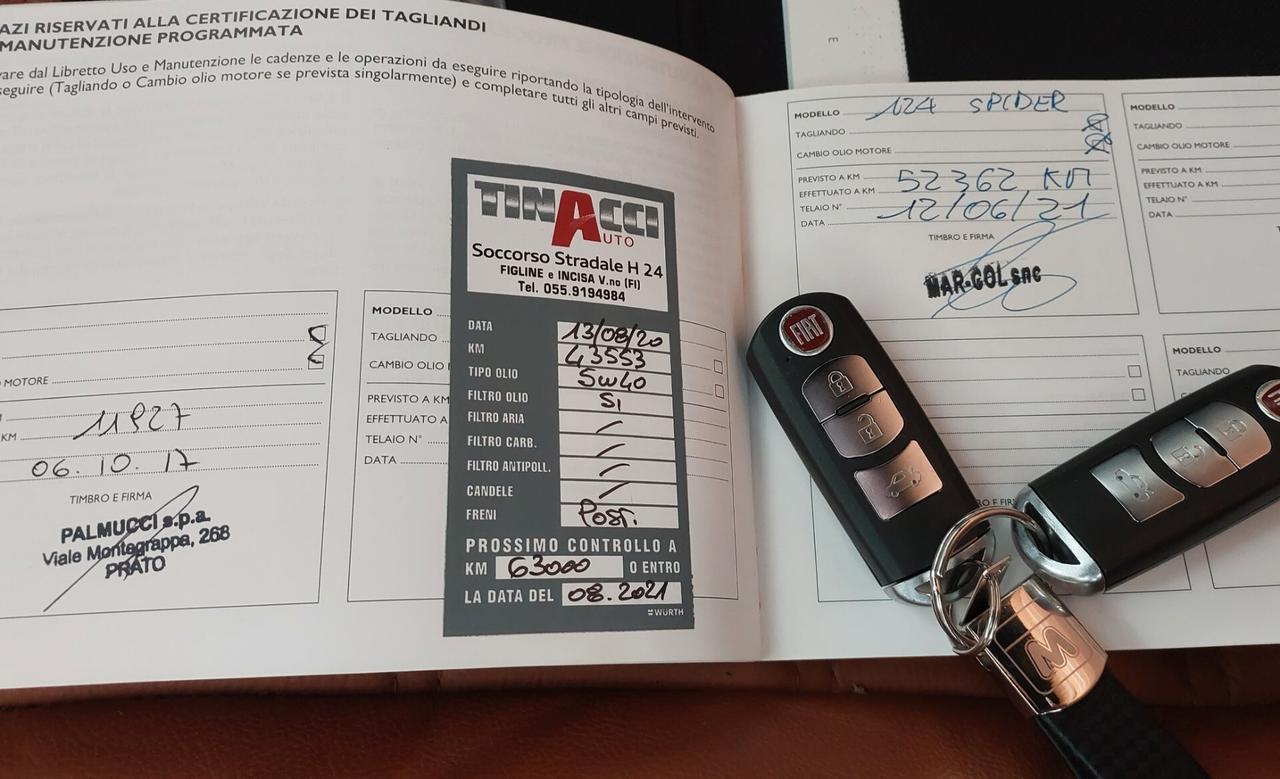 AZI RISERVATI ALLA CERTIFICAZIONE DEI TAGLIANDI
MANUTENZIONE PROGRAMMATA
vare dal Libretto Uso e Manutenzione le cadenze e le operazioni da eseguire riportando la tipologia dell'intervento
seguire (Tagliando o Cambio olio motore se prevista singolarmente) e completare tutti gli altri campi previsti.
MOTORE
KM 11927
06. 10. 17
TIMBRO E FIRMA
PALMUCCI s.p.a.
Viale Montegrappa, 268
PRATO
MODELLO
TAGLIANDO
CAMBIO OLIO
PREVISTO A KM
EFFETTUATO A
TELAIO N°
DATA
TINACCI
AUTO
Soccorso Stradale H 24
FIGLINE e INCISA V.no (FI)
Tel. 055.9194984
DATA 13/08/20
KM 43553
TIPO OLIO 5W40
FILTRO OLIO SI
FILTRO ARIA /
FILTRO CARB. /
FILTRO ANTIPOLL. /
CANDELE /
FRENI POST.
PROSSIMO CONTROLLO A
KM 63000 O ENTRO
LA DATA DEL 08.2021
WÜRTH
MODELLO 124 SPIDER
TAGLIANDO
CAMBIO OLIO MOTORE
PREVISTO A KM
EFFETTUATO A KM 52362 KM
TELAIO N°
DATA 12/06/21
TIMBRO E FIRMA
MAR-COL snc
MODELLO
TAGLIANDO
CAMBIO OLIO MOTORE
PREVISTO A KM
EFFETTUATO A KM
TELAIO N°
DATA
MODELLO
TAGLIANDO
FIAT
M